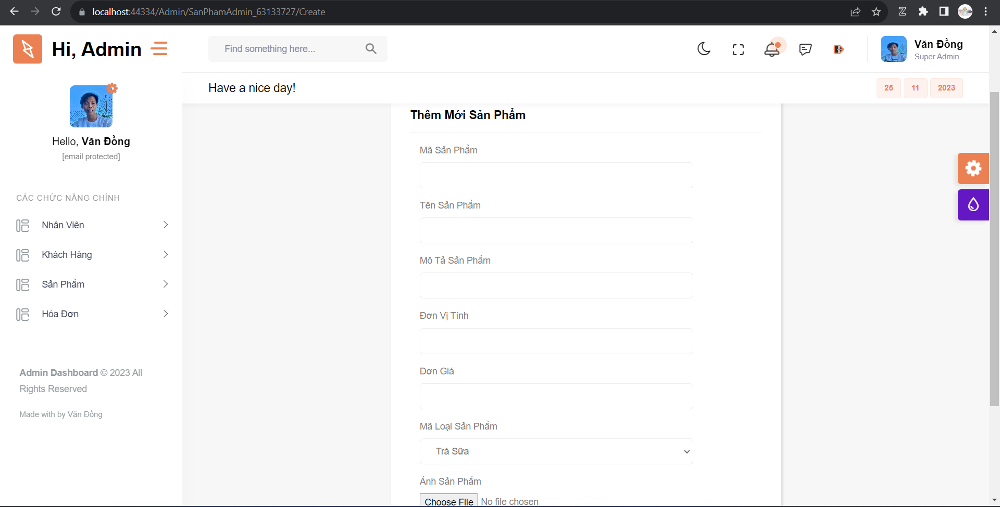 localhost:44334/Admin/SanPhamAdmin_63133727/Create
Hi, Admin
Find something here...
Văn Đồng
Super Admin
Have a nice day!
25
11
2023
Hello, Văn Đồng
[email protected]
CÁC CHỨC NĂNG CHÍNH
Nhân Viên
Khách Hàng
Sản Phẩm
Hóa Đơn
Admin Dashboard © 2023 All
Rights Reserved
Made with by Văn Đồng
Thêm Mới Sản Phẩm
Mã Sản Phẩm
Tên Sản Phẩm
Mô Tả Sản Phẩm
Đơn Vị Tính
Đơn Giá
Mã Loại Sản Phẩm
Trà Sữa
Ảnh Sản Phẩm
Choose File No file chosen